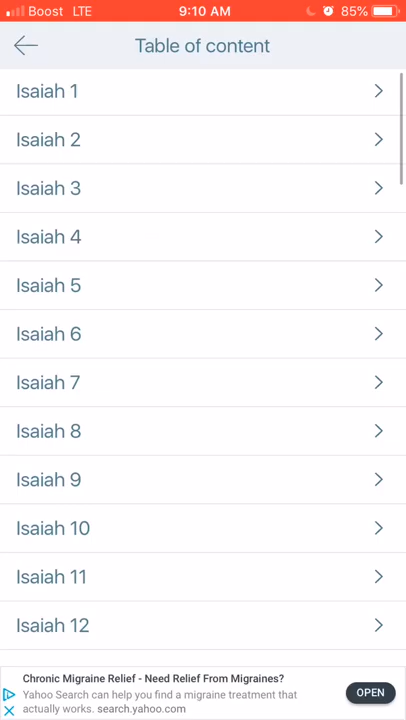 Boost LTE 9:10 AM 85%
Table of content
Isaiah 1
Isaiah 2
Isaiah 3
Isaiah 4
Isaiah 5
Isaiah 6
Isaiah 7
Isaiah 8
Isaiah 9
Isaiah 10
Isaiah 11
Isaiah 12
Chronic Migraine Relief - Need Relief From Migraines?
Yahoo Search can help you find a migraine treatment that
actually works. search.yahoo.com
OPEN